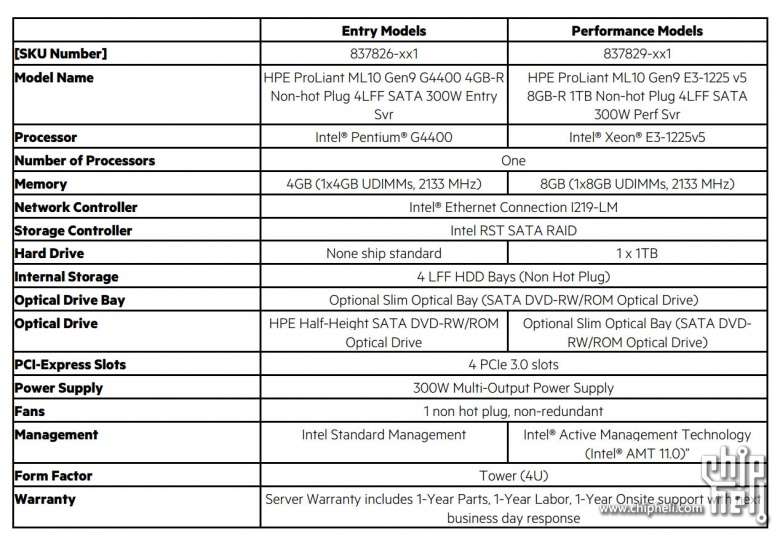 Entry Models Performance Models
[SKU Number] 837826-xx1 837829-xx1
Model Name HPE ProLiant ML10 Gen9 G4400 4GB-R HPE ProLiant ML10 Gen9 E3-1225 v5
Non-hot Plug 4LFF SATA 300W Entry 8GB-R 1TB Non-hot Plug 4LFF SATA
Svr 300W Perf Svr
Processor Intel® Pentium® G4400 Intel® Xeon® E3-1225v5
Number of Processors One
Memory 4GB (1x4GB UDIMMs, 2133 MHz) 8GB (1x8GB UDIMMs, 2133 MHz)
Network Controller Intel® Ethernet Connection I219-LM
Storage Controller Intel RST SATA RAID
Hard Drive None ship standard 1 x 1TB
Internal Storage 4 LFF HDD Bays (Non Hot Plug)
Optical Drive Bay Optional Slim Optical Bay (SATA DVD-RW/ROM Optical Drive)
Optical Drive HPE Half-Height SATA DVD-RW/ROM Optional Slim Optical Bay (SATA DVD-
Optical Drive RW/ROM Optical Drive)
PCI-Express Slots 4 PCIe 3.0 slots
Power Supply 300W Multi-Output Power Supply
Fans 1 non hot plug, non-redundant
Management Intel Standard Management Intel® Active Management Technology
(Intel® AMT 11.0)"
Form Factor Tower (4U)
Warranty Server Warranty includes 1-Year Parts, 1-Year Labor, 1-Year Onsite support with next
business day response
chip
hell
www.chiphell.com